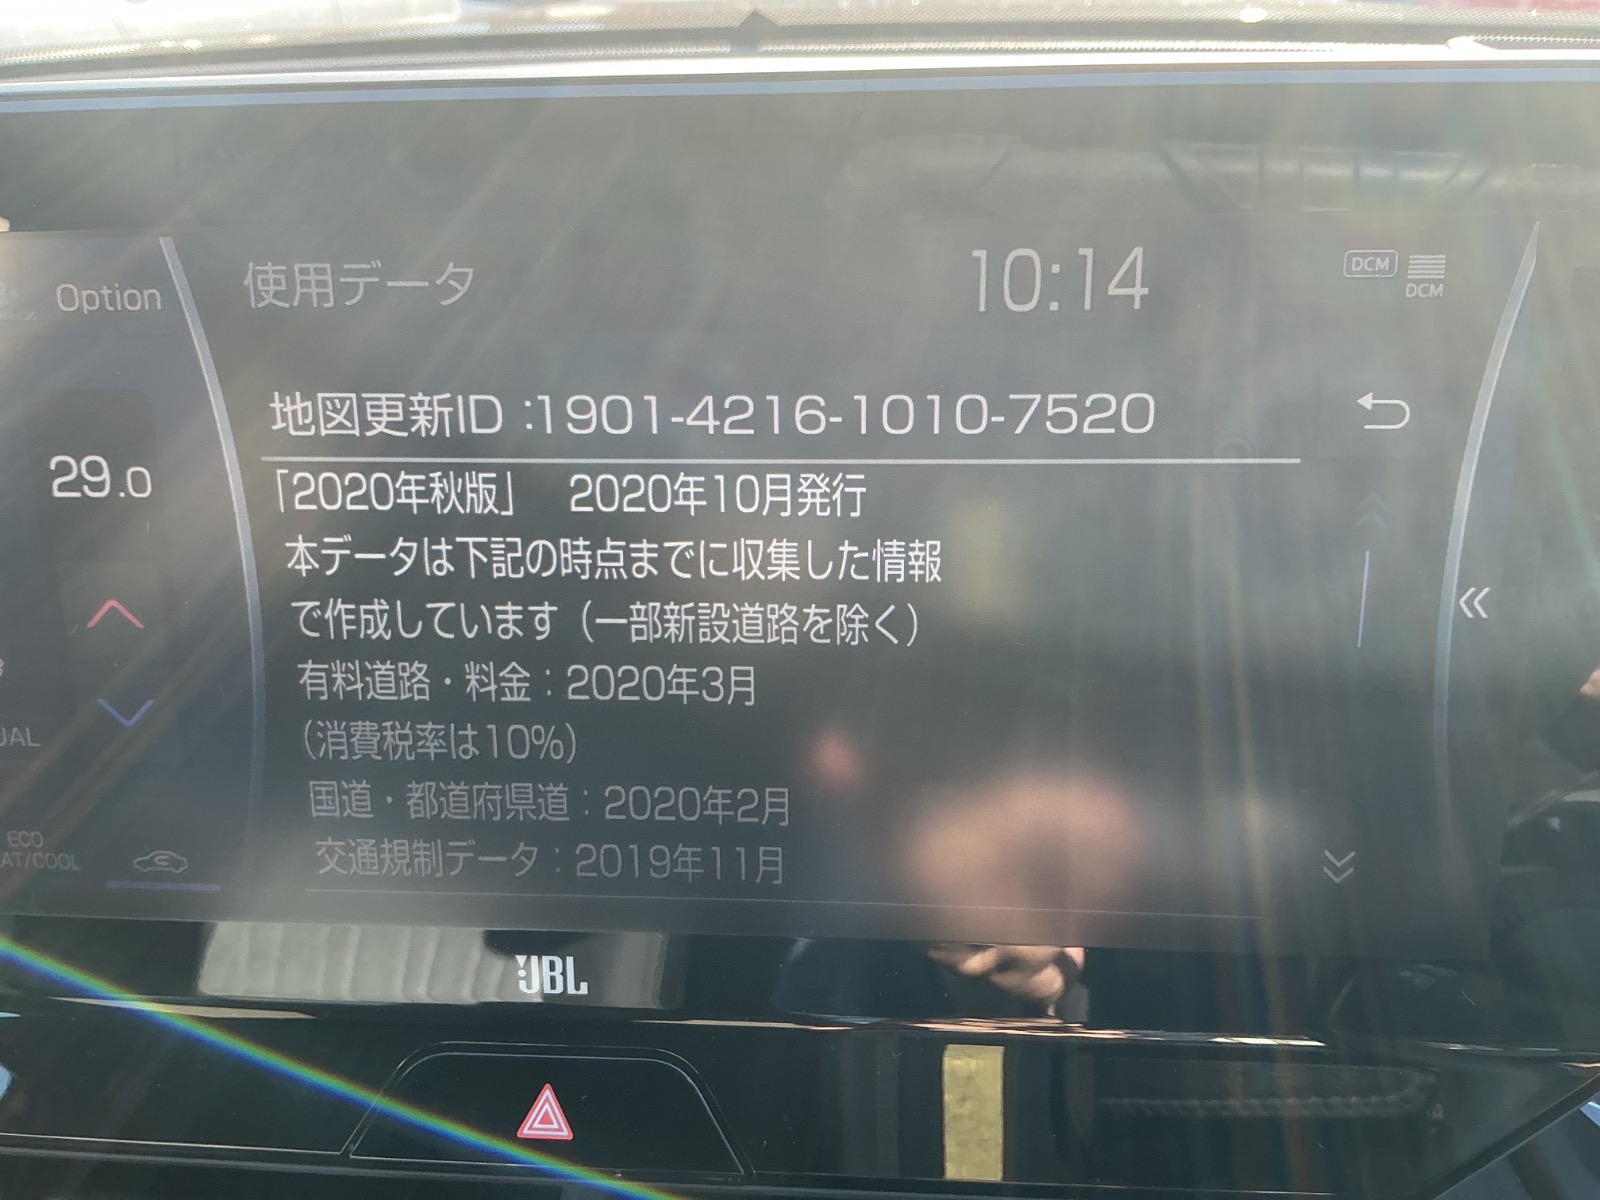 使用データ
10:14
DCM
DCM
Option
地図更新ID :1901-4216-1010-7520
29.0
「2020年秋版」 2020年10月発行
本データは下記の時点までに収集した情報
で作成しています（一部新設道路を除く）
有料道路・料金：2020年3月
（消費税率は10%）
国道・都道府県道：2020年2月
交通規制データ：2019年11月
ECO
JBL